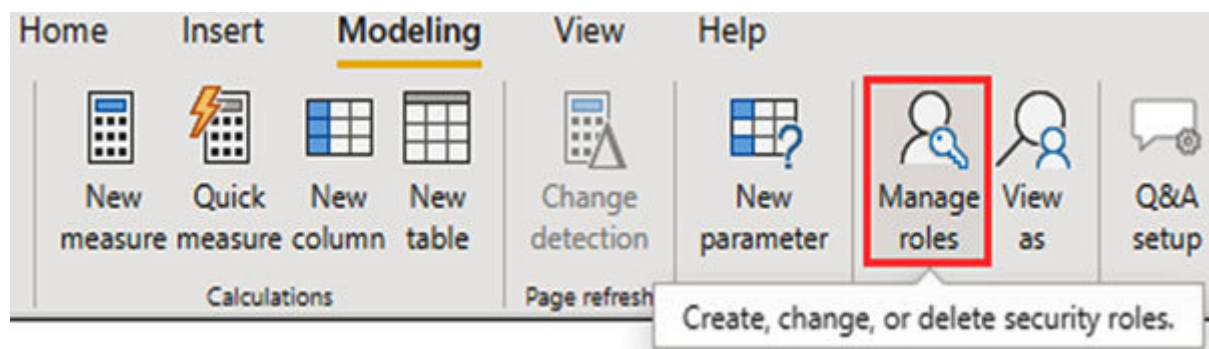 Home Insert Modeling View Help
New measure
Quick measure
New column
New table
Change detection
New parameter
Manage roles
View as
Q&A setup
Calculations
Page refresh
Create, change, or delete security roles.